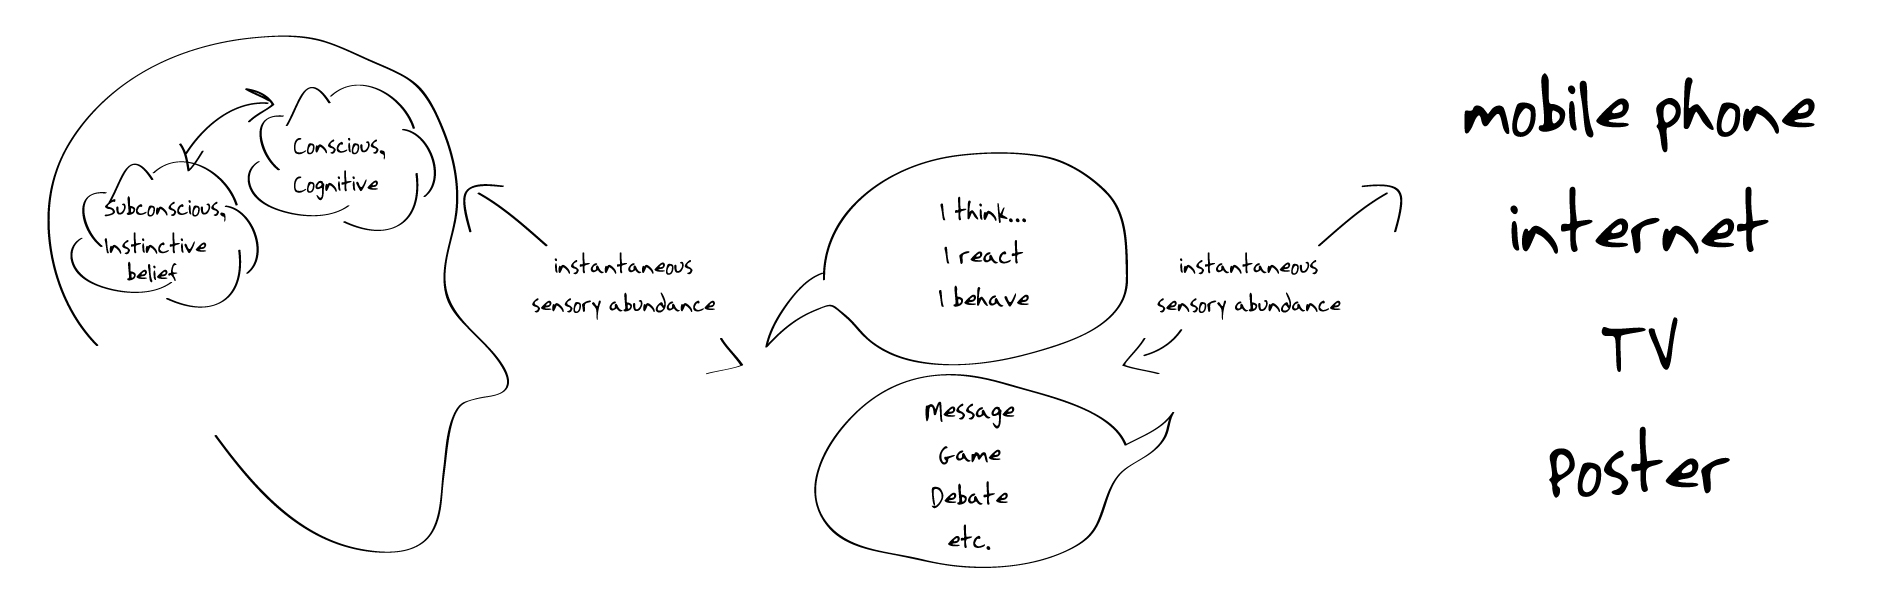 Conscious,
Cognitive
Subconscious,
Instinctive
belief
instantaneous
sensory abundance
I think...
I react
I behave
Message
Game
Debate
etc.
instantaneous
sensory abundance
mobile phone
internet
TV
Poster